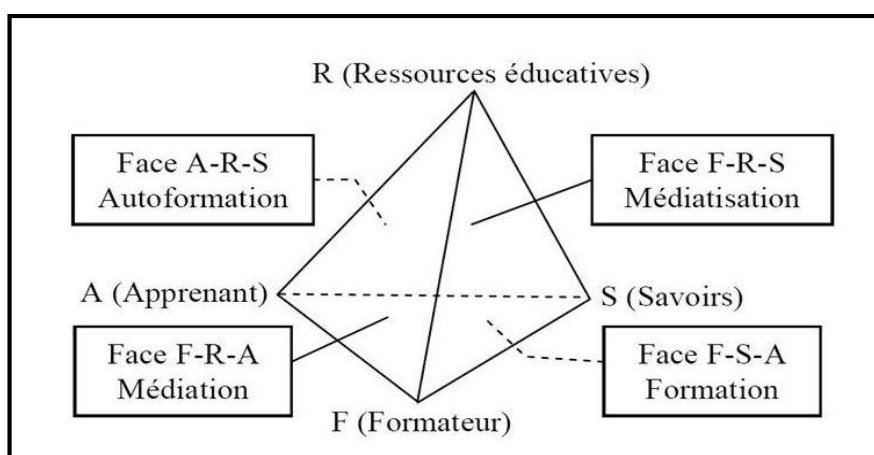 R (Ressources éducatives)
Face A-R-S
Autoformation
Face F-R-S
Médiatisation
A (Apprenant)
S (Savoirs)
Face F-R-A
Médiation
Face F-S-A
Formation
F (Formateur)